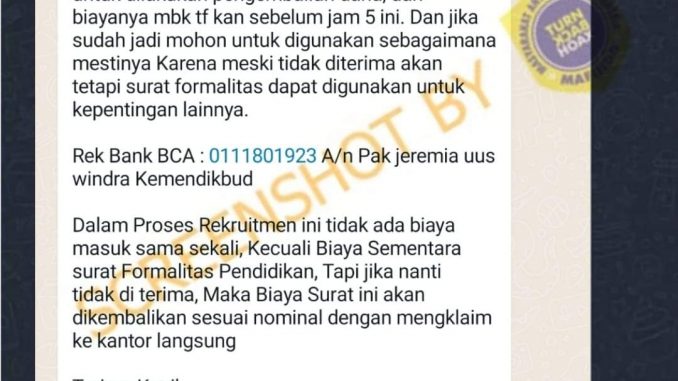 biayanya mbk tf kan sebelum jam 5 ini. Dan jika
sudah jadi mohon untuk digunakan sebagaimana
mestinya Karena meski tidak diterima akan
tetapi surat formalitas dapat digunakan untuk
kepentingan lainnya.
Rek Bank BCA : 0111801923 A/n Pak jeremia uus
windra Kemendikbud
Dalam Proses Rekruitmen ini tidak ada biaya
masuk sama sekali, Kecuali Biaya Sementara
surat Formalitas Pendidikan, Tapi jika nanti
tidak di terima, Maka Biaya Surat ini akan
dikembalikan sesuai nominal dengan mengklaim
ke kantor langsung
SCREENSHOT BY
TURN
HOAX
MASYARAKAT